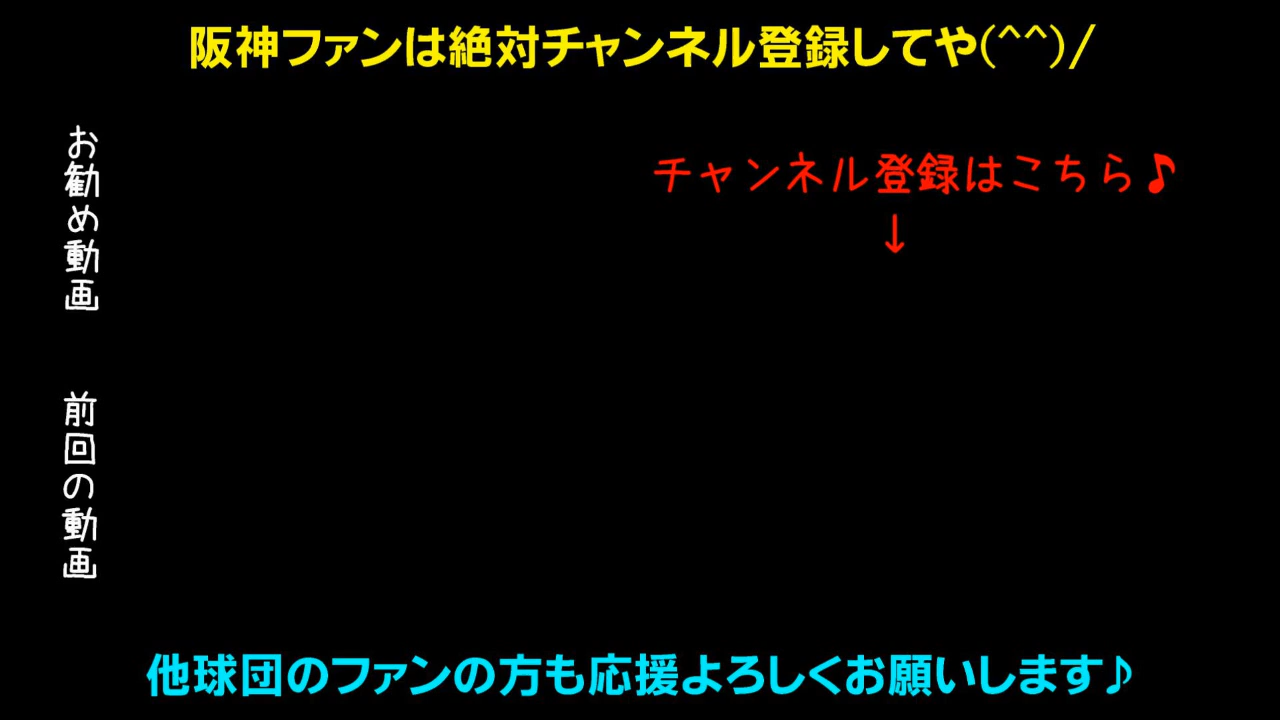 阪神ファンは絶対チャンネル登録してや(^^)/
お勧め動画
チャンネル登録はこちら♪
↓
前回の動画
他球団のファンの方も応援よろしくお願いします♪